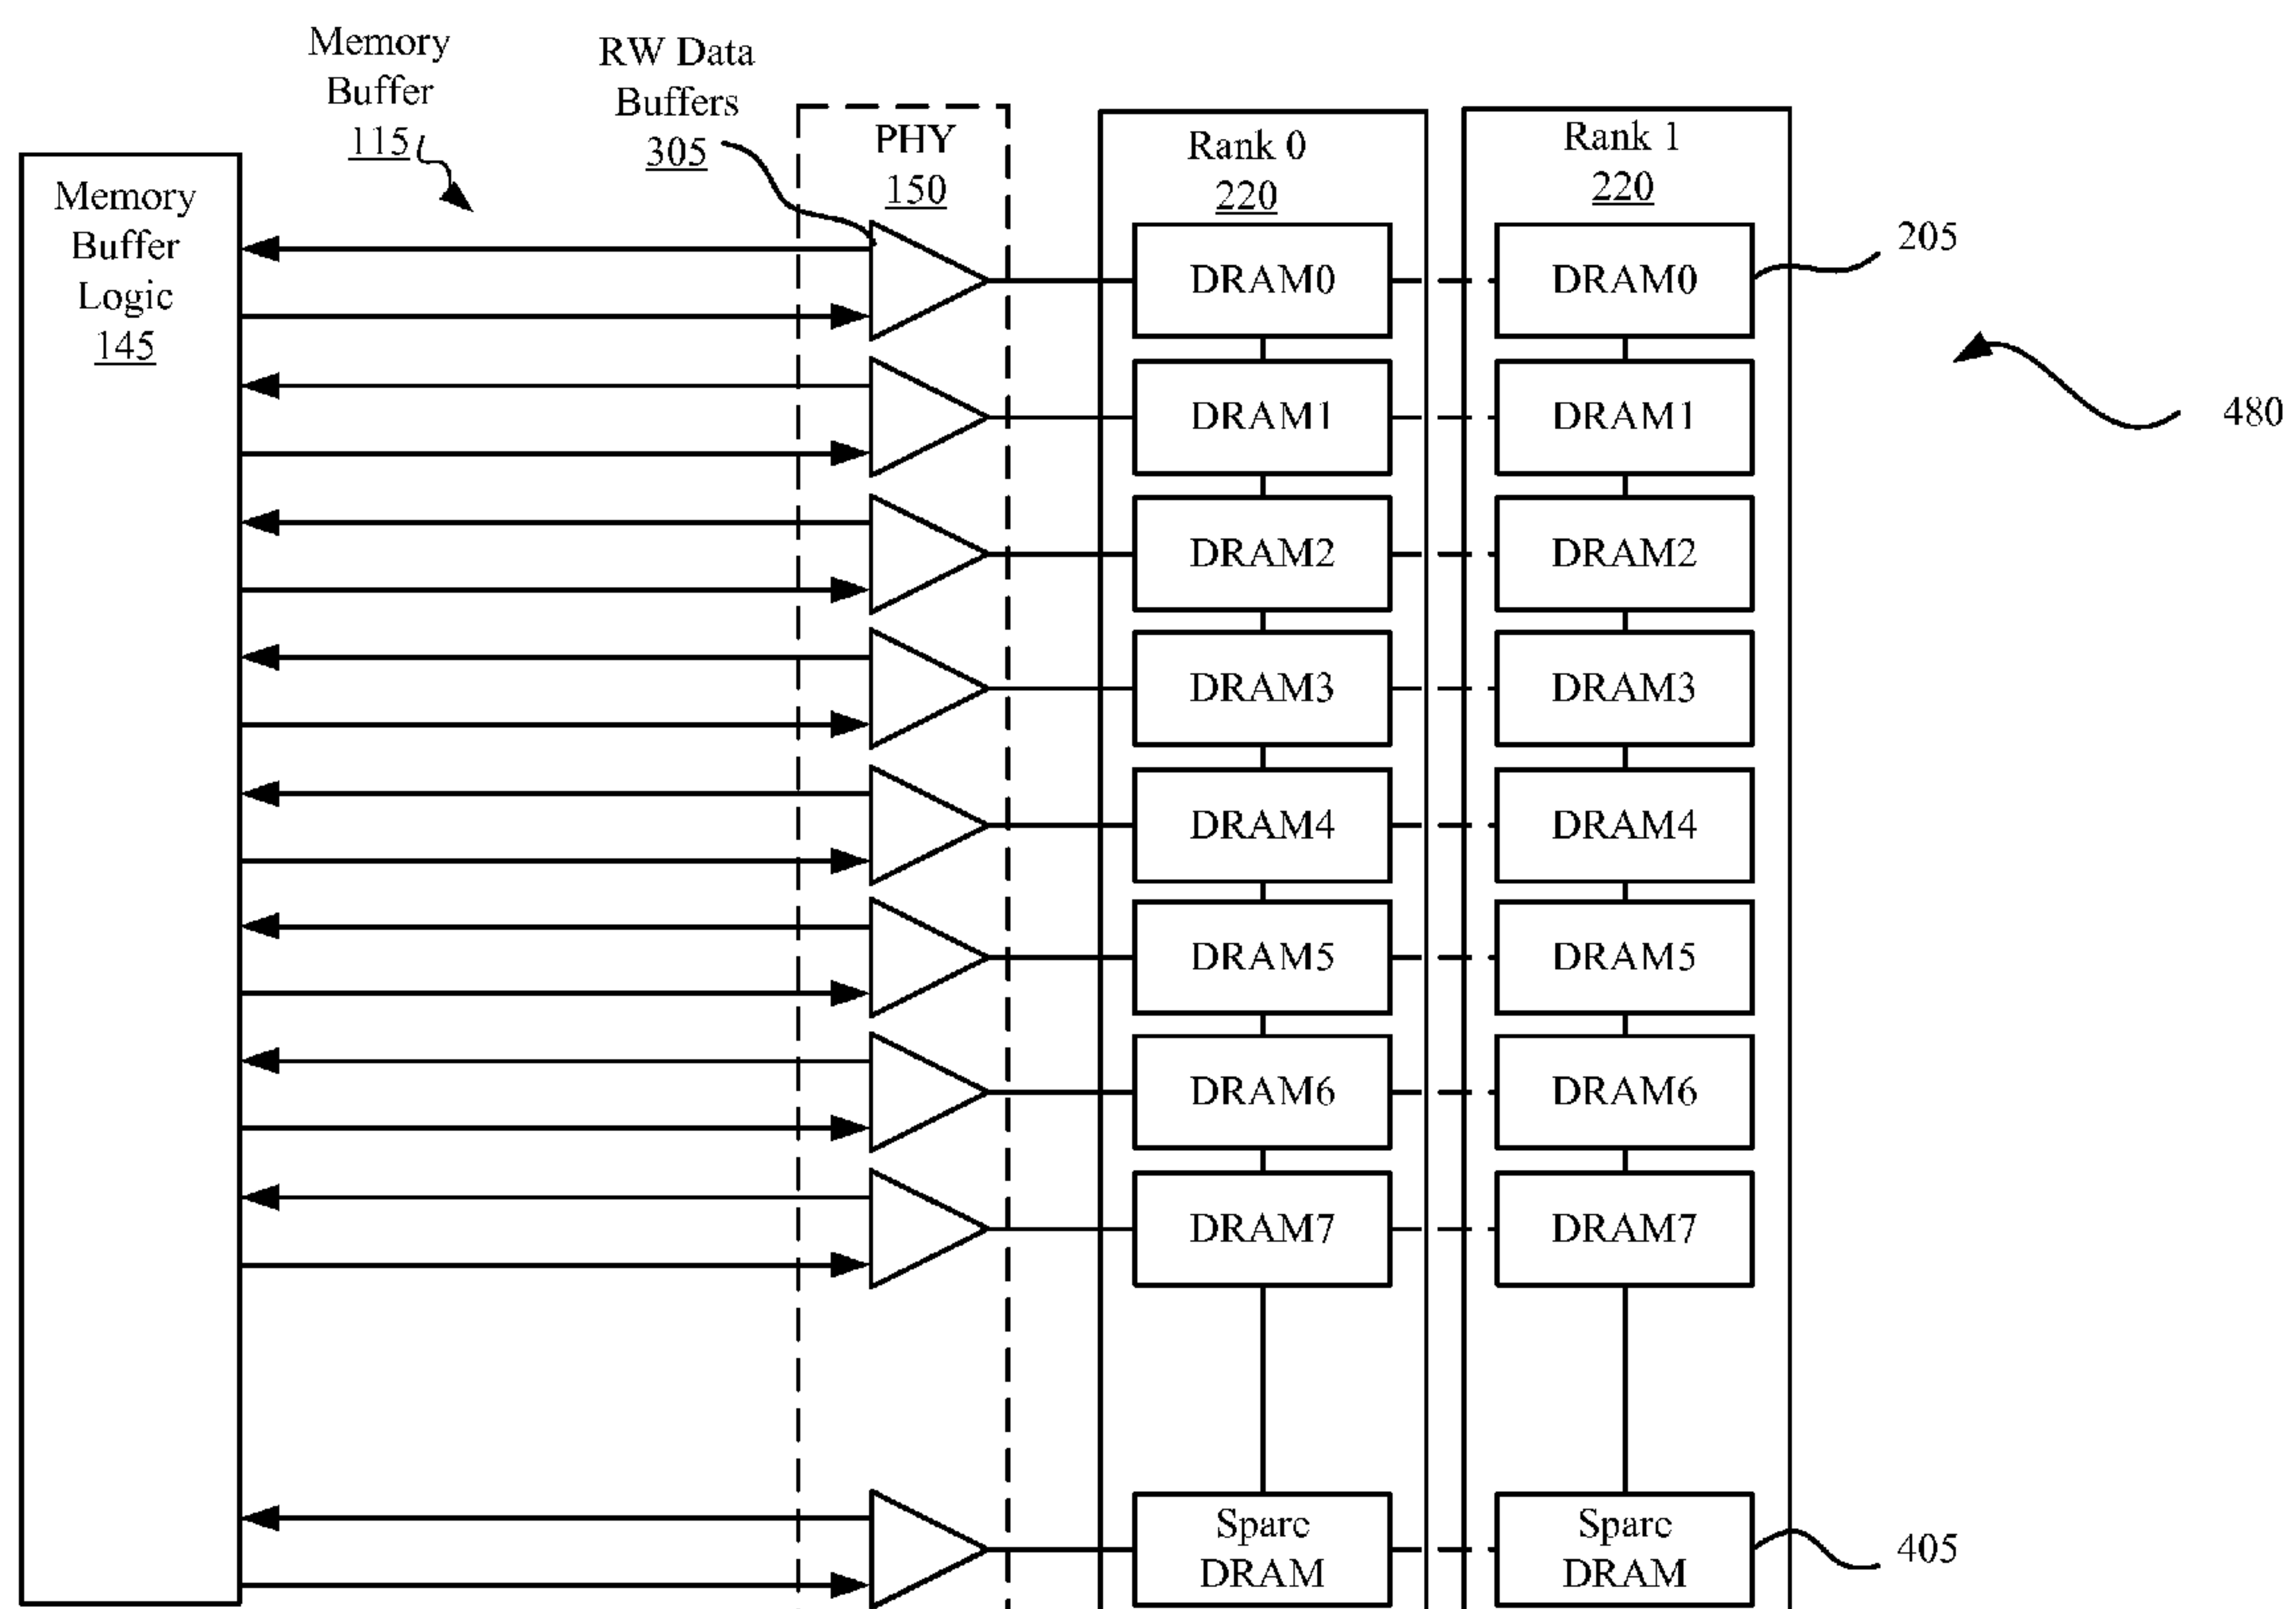 Memory
Buffer
115
RW Data
Buffers
305
PHY
150
Rank 0
220
Rank 1
220
Memory
Buffer
Logic
145
205
480
DRAM0
DRAM0
DRAM1
DRAM1
DRAM2
DRAM2
DRAM3
DRAM3
DRAM4
DRAM4
DRAM5
DRAM5
DRAM6
DRAM6
DRAM7
DRAM7
Spare
DRAM
Spare
DRAM
405